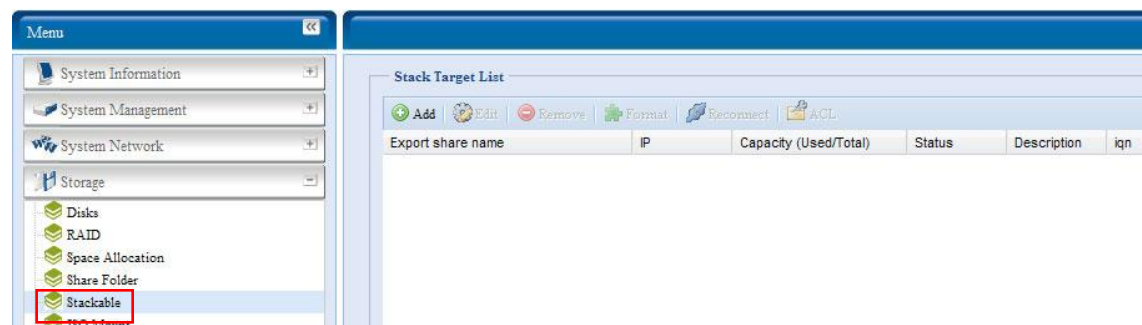 Menu
System Information
System Management
System Network
Storage
Disks
RAID
Space Allocation
Share Folder
Stackable
Stack Target List
Add Edit Remove Format Reconnect ACL
Export share name IP Capacity (Used/Total) Status Description iqn